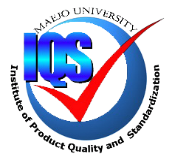 MAEJO UNIVERSITY
IQS
Institute of Product Quality and Standardization